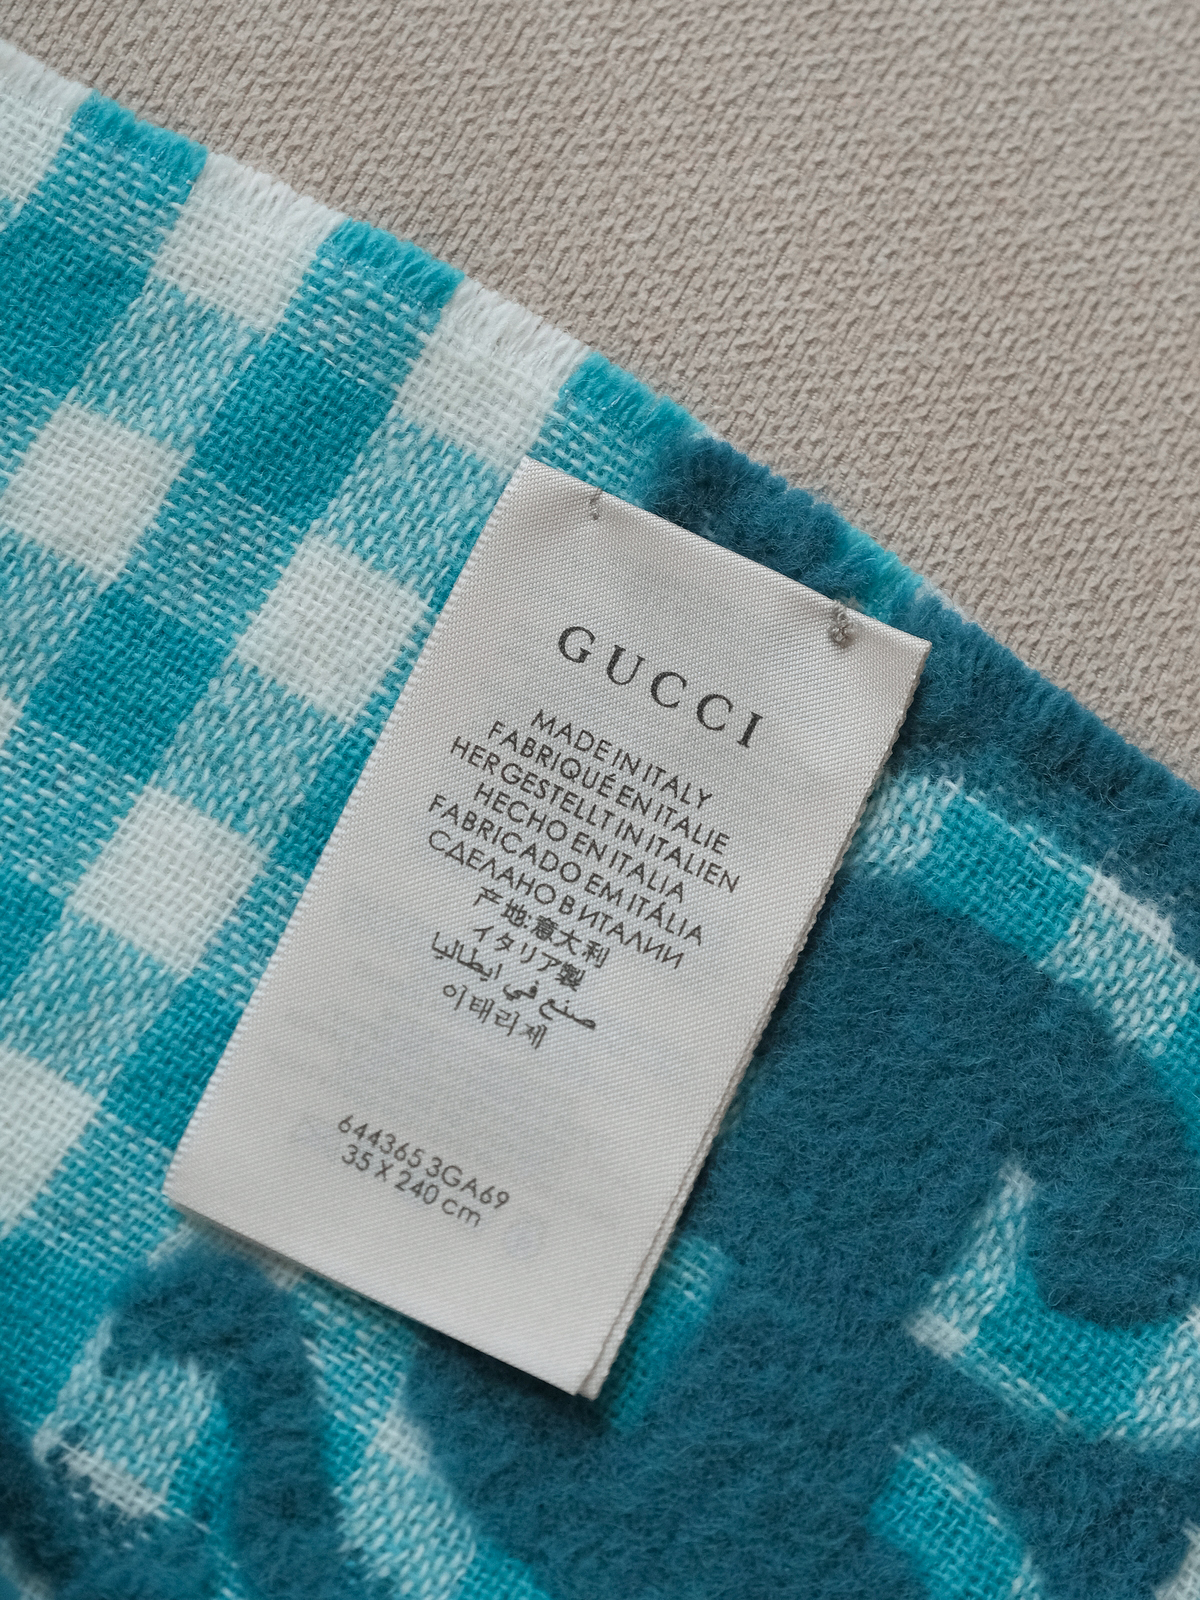 GUCCI
MADE IN ITALY
FABRIQUÉ EN ITALIE
HERGESTELLT IN ITALIEN
HECHO EN ITALIA
FABRICADO EM ITÁLIA
СДЕЛАНО В ИТАЛИИ
产地:意大利
イタリア製
صنع في ايطاليا
이태리제
644365 3GA69
35 X 240 cm